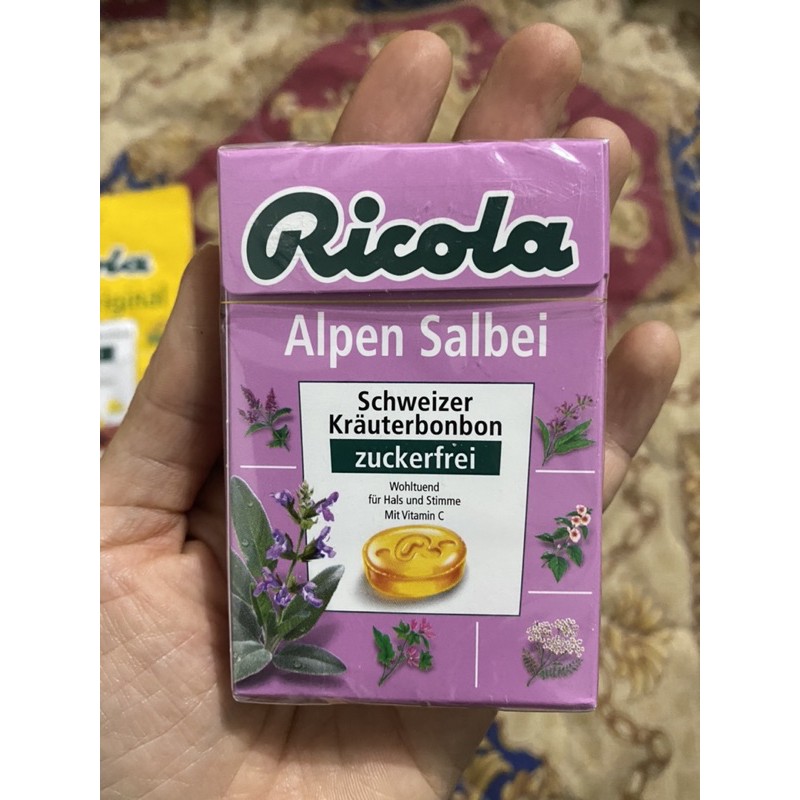 Ricola
Alpen Salbei
Schweizer
Kräuterbonbon
zuckerfrei
Wohltuend
für Hals und Stimme
Mit Vitamin C